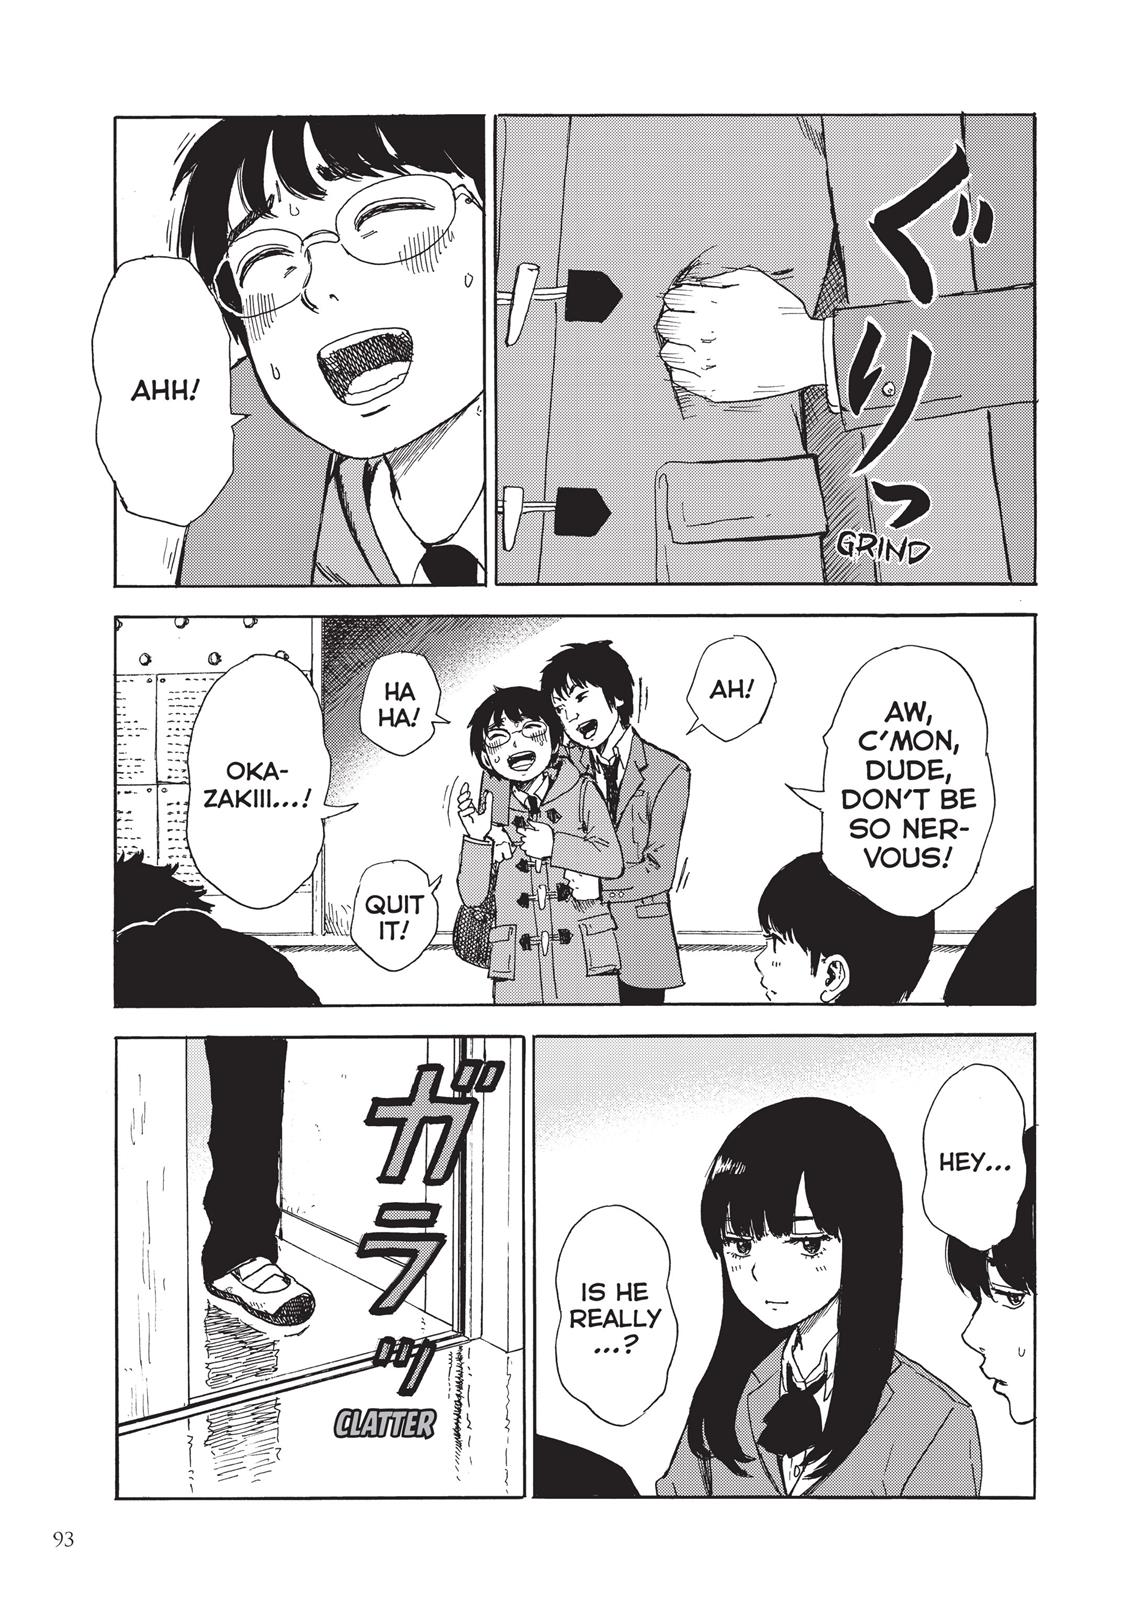 ぐりっ
GRIND
AHH!
AW,
C'MON,
DUDE,
DON'T BE
SO NER-
VOUS!
AH!
HA
HA!
QUIT
IT!
OKA-
ZAKIII...!
HEY...
IS HE
REALLY
...?
ガラッ
CLATTER
93